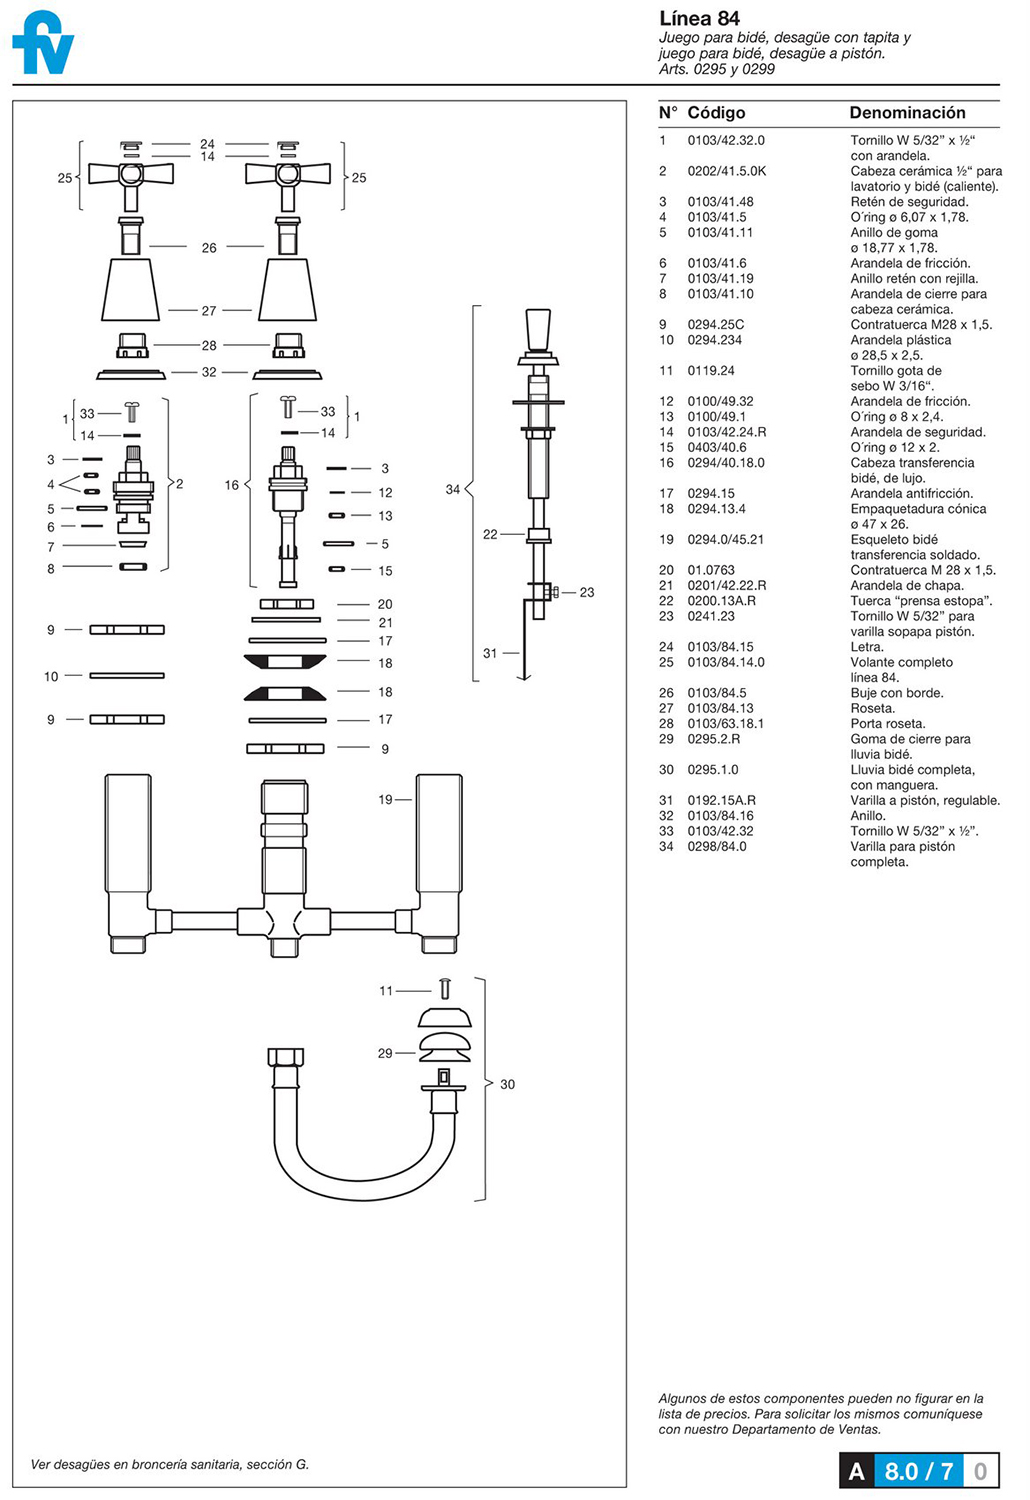 fv
Línea 84
Juego para bidé, desagüe con tapita y
juego para bidé, desagüe a pistón.
Arts. 0295 y 0299
N° Código Denominación
1 0103/42.32.0 Tornillo W 5/32” x ½“
con arandela.
2 0202/41.5.0K Cabeza cerámica ½“ para
lavatorio y bidé (caliente).
3 0103/41.48 Retén de seguridad.
4 0103/41.5 O´ring ø 6,07 x 1,78.
5 0103/41.11 Anillo de goma
ø 18,77 x 1,78.
6 0103/41.6 Arandela de fricción.
7 0103/41.19 Anillo retén con rejilla.
8 0103/41.10 Arandela de cierre para
cabeza cerámica.
9 0294.25C Contratuerca M28 x 1,5.
10 0294.234 Arandela plástica
ø 28,5 x 2,5.
11 0119.24 Tornillo gota de
sebo W 3/16“.
12 0100/49.32 Arandela de fricción.
13 0100/49.1 O´ring ø 8 x 2,4.
14 0103/42.24.R Arandela de seguridad.
15 0403/40.6 O´ring ø 12 x 2.
16 0294/40.18.0 Cabeza transferencia
bidé, de lujo.
17 0294.15 Arandela antifricción.
18 0294.13.4 Empaquetadura cónica
ø 47 x 26.
19 0294.0/45.21 Esqueleto bidé
transferencia soldado.
20 01.0763 Contratuerca M 28 x 1,5.
21 0201/42.22.R Arandela de chapa.
22 0200.13A.R Tuerca “prensa estopa”.
23 0241.23 Tornillo W 5/32” para
varilla sopapa pistón.
24 0103/84.15 Letra.
25 0103/84.14.0 Volante completo
línea 84.
26 0103/84.5 Buje con borde.
27 0103/84.13 Roseta.
28 0103/63.18.1 Porta roseta.
29 0295.2.R Goma de cierre para
lluvia bidé.
30 0295.1.0 Lluvia bidé completa,
con manguera.
31 0192.15A.R Varilla a pistón, regulable.
32 0103/84.16 Anillo.
33 0103/42.32 Tornillo W 5/32” x ½”.
34 0298/84.0 Varilla para pistón
completa.
24
14
25 25
26
27
28
32
33 33
1 1
14 14
3 3
4 2 16 12 34
5 13
6 22
7 5
8 15
23
20
21
9 17
31
18
10
18
9 17
9
19
11
29
30
Algunos de estos componentes pueden no figurar en la
lista de precios. Para solicitar los mismos comuníquese
con nuestro Departamento de Ventas.
Ver desagües en broncería sanitaria, sección G.
A 8.0 / 7 0